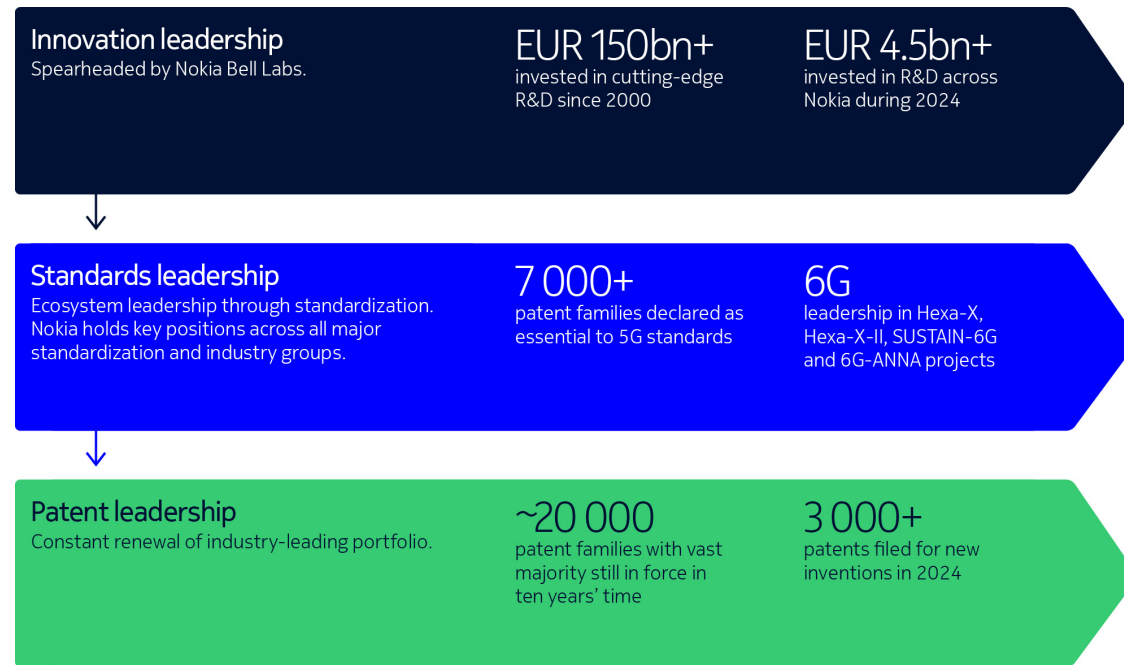 Innovation leadership
Spearheaded by Nokia Bell Labs.
EUR 150bn+
invested in cutting-edge
R&D since 2000
EUR 4.5bn+
invested in R&D across
Nokia during 2024
Standards leadership
Ecosystem leadership through standardization.
Nokia holds key positions across all major
standardization and industry groups.
7 000+
patent families declared as
essential to 5G standards
6G
leadership in Hexa-X,
Hexa-X-II, SUSTAIN-6G
and 6G-ANNA projects
Patent leadership
Constant renewal of industry-leading portfolio.
~20 000
patent families with vast
majority still in force in
ten years’ time
3 000+
patents filed for new
inventions in 2024